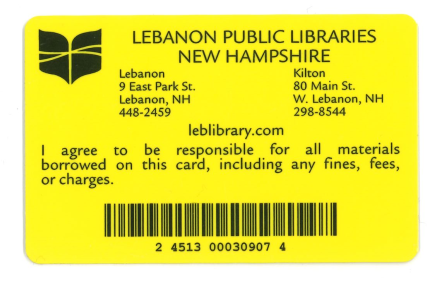 LEBANON PUBLIC LIBRARIES
NEW HAMPSHIRE
Lebanon
9 East Park St.
Lebanon, NH
448-2459
Kilton
80 Main St.
W. Lebanon, NH
298-8544
leblibrary.com
I agree to be responsible for all materials
borrowed on this card, including any fines, fees,
or charges.
2 4513 00030907 4